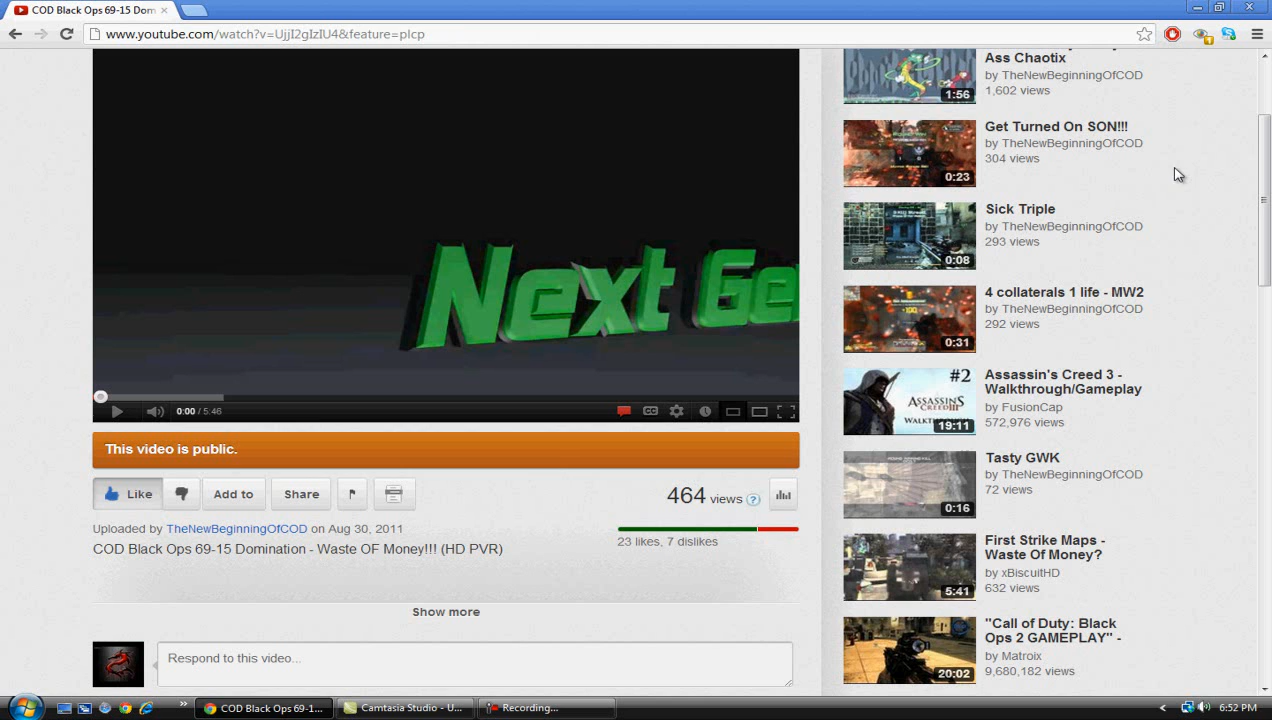 COD Black Ops 69-15 Dom
www.youtube.com/watch?v=UjjI2gIzIU4&feature=plcp
Next Ge
0:00 / 5:46
CC
This video is public.
Like
Add to
Share
464 views
Uploaded by TheNewBeginningOfCOD on Aug 30, 2011
23 likes, 7 dislikes
COD Black Ops 69-15 Domination - Waste OF Money!!! (HD PVR)
Show more
Respond to this video...
Ass Chaotix
by TheNewBeginningOfCOD
1,602 views
1:56
Get Turned On SON!!!
by TheNewBeginningOfCOD
304 views
0:23
Sick Triple
by TheNewBeginningOfCOD
293 views
0:08
4 collaterals 1 life - MW2
by TheNewBeginningOfCOD
292 views
+100
0:31
Assassin's Creed 3 -
Walkthrough/Gameplay
by FusionCap
572,976 views
#2
ASSASSINS
CREED III
19:11
Tasty GWK
by TheNewBeginningOfCOD
72 views
0:16
First Strike Maps -
Waste Of Money?
by xBiscuitHD
632 views
5:41
"Call of Duty: Black
Ops 2 GAMEPLAY" -
by Matroix
9,680,182 views
20:02
COD Black Ops 69-1...
Camtasia Studio - U...
Recording...
6:52 PM